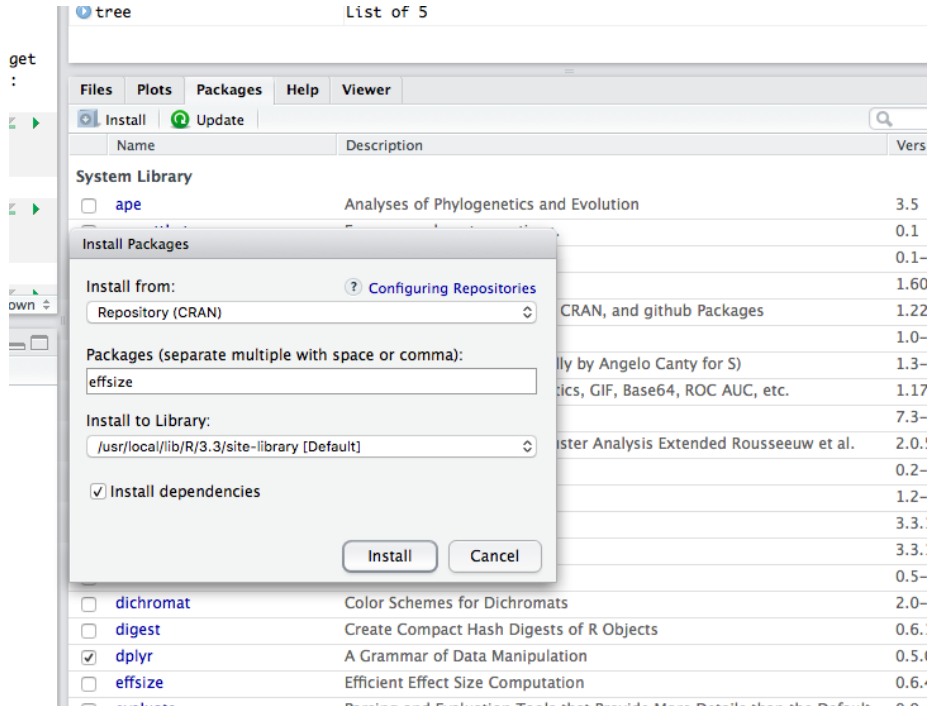 tree List of 5
get
:
Files Plots Packages Help Viewer
Install Update
Name Description Vers
System Library
ape Analyses of Phylogenetics and Evolution 3.5
0.1
Install Packages
0.1-
Install from: ? Configuring Repositories
1.60
own
Repository (CRAN)
CRAN, and github Packages 1.22
1.0-
Packages (separate multiple with space or comma):
lly by Angelo Canty for S) 1.3-
effsize
tics, GIF, Base64, ROC AUC, etc. 1.17
7.3-
Install to Library:
/usr/local/lib/R/3.3/site-library [Default]
uster Analysis Extended Rousseeuw et al. 2.0.
0.2-
Install dependencies
1.2-
3.3.
3.3.
Install Cancel
0.5-
dichromat Color Schemes for Dichromats 2.0-
digest Create Compact Hash Digests of R Objects 0.6.
dplyr A Grammar of Data Manipulation 0.5.
effsize Efficient Effect Size Computation 0.6.